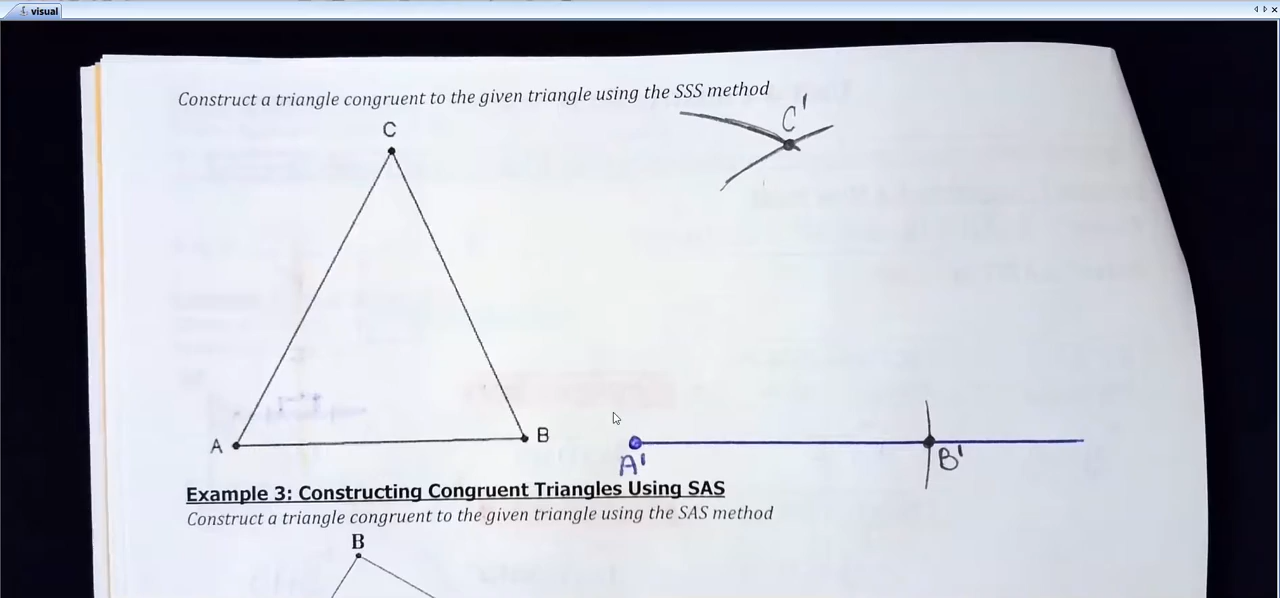 visual
Construct a triangle congruent to the given triangle using the SSS method
C
C'
A
B
A'
B'
Example 3: Constructing Congruent Triangles Using SAS
Construct a triangle congruent to the given triangle using the SAS method
B